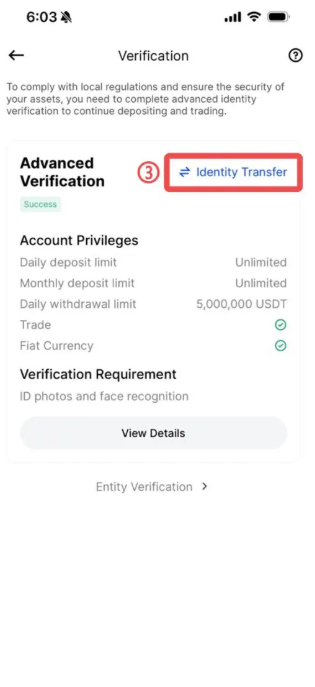 6:03
Verification
To comply with local regulations and ensure the security of
your assets, you need to complete advanced identity
verification to continue depositing and trading.
Advanced
Verification
③ Identity Transfer
Success
Account Privileges
Daily deposit limit Unlimited
Monthly deposit limit Unlimited
Daily withdrawal limit 5,000,000 USDT
Trade
Fiat Currency
Verification Requirement
ID photos and face recognition
View Details
Entity Verification